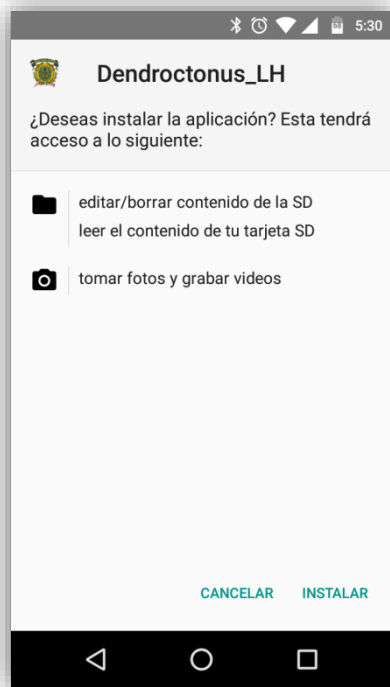 5:30
Dendroctonus_LH
¿Deseas instalar la aplicación? Esta tendrá
acceso a lo siguiente:
editar/borrar contenido de la SD
leer el contenido de tu tarjeta SD
tomar fotos y grabar videos
CANCELAR INSTALAR